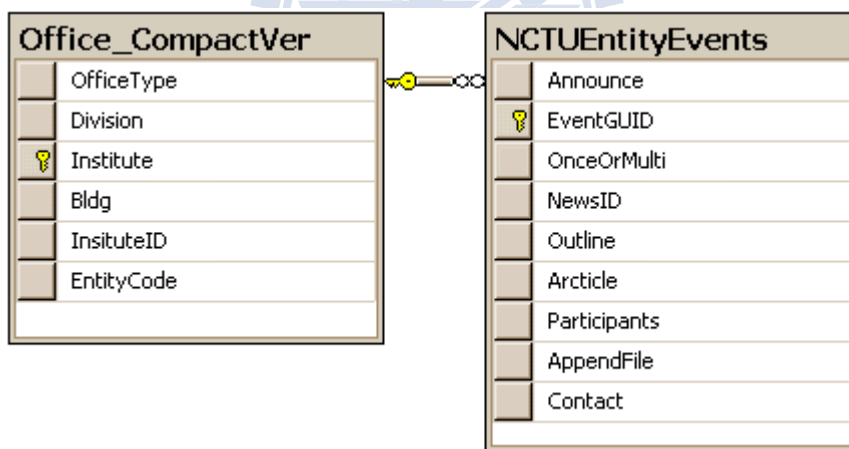 Office_CompactVer
OfficeType
Division
Institute
Bldg
InsituteID
EntityCode
NCTUEntityEvents
Announce
EventGUID
OnceOrMulti
NewsID
Outline
Arcticle
Participants
AppendFile
Contact